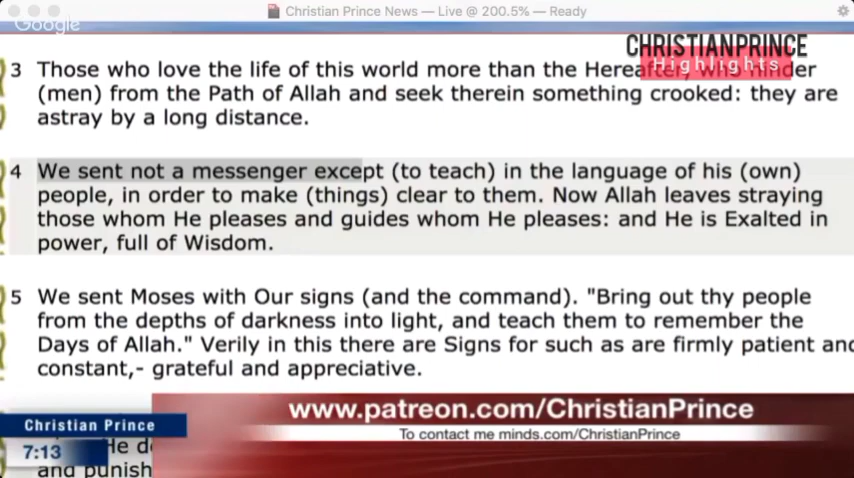 Christian Prince News — Live @ 200.5% — Ready
Google
CHRISTIAN PRINCE
Highlights
3 Those who love the life of this world more than the Hereafter, who hinder
(men) from the Path of Allah and seek therein something crooked: they are
astray by a long distance.
4 We sent not a messenger except (to teach) in the language of his (own)
people, in order to make (things) clear to them. Now Allah leaves straying
those whom He pleases and guides whom He pleases: and He is Exalted in
power, full of Wisdom.
5 We sent Moses with Our signs (and the command). "Bring out thy people
from the depths of darkness into light, and teach them to remember the
Days of Allah." Verily in this there are Signs for such as are firmly patient and
constant,- grateful and appreciative.
www.patreon.com/ChristianPrince
To contact me minds.com/ChristianPrince
Christian Prince
7:13
He d
and punish